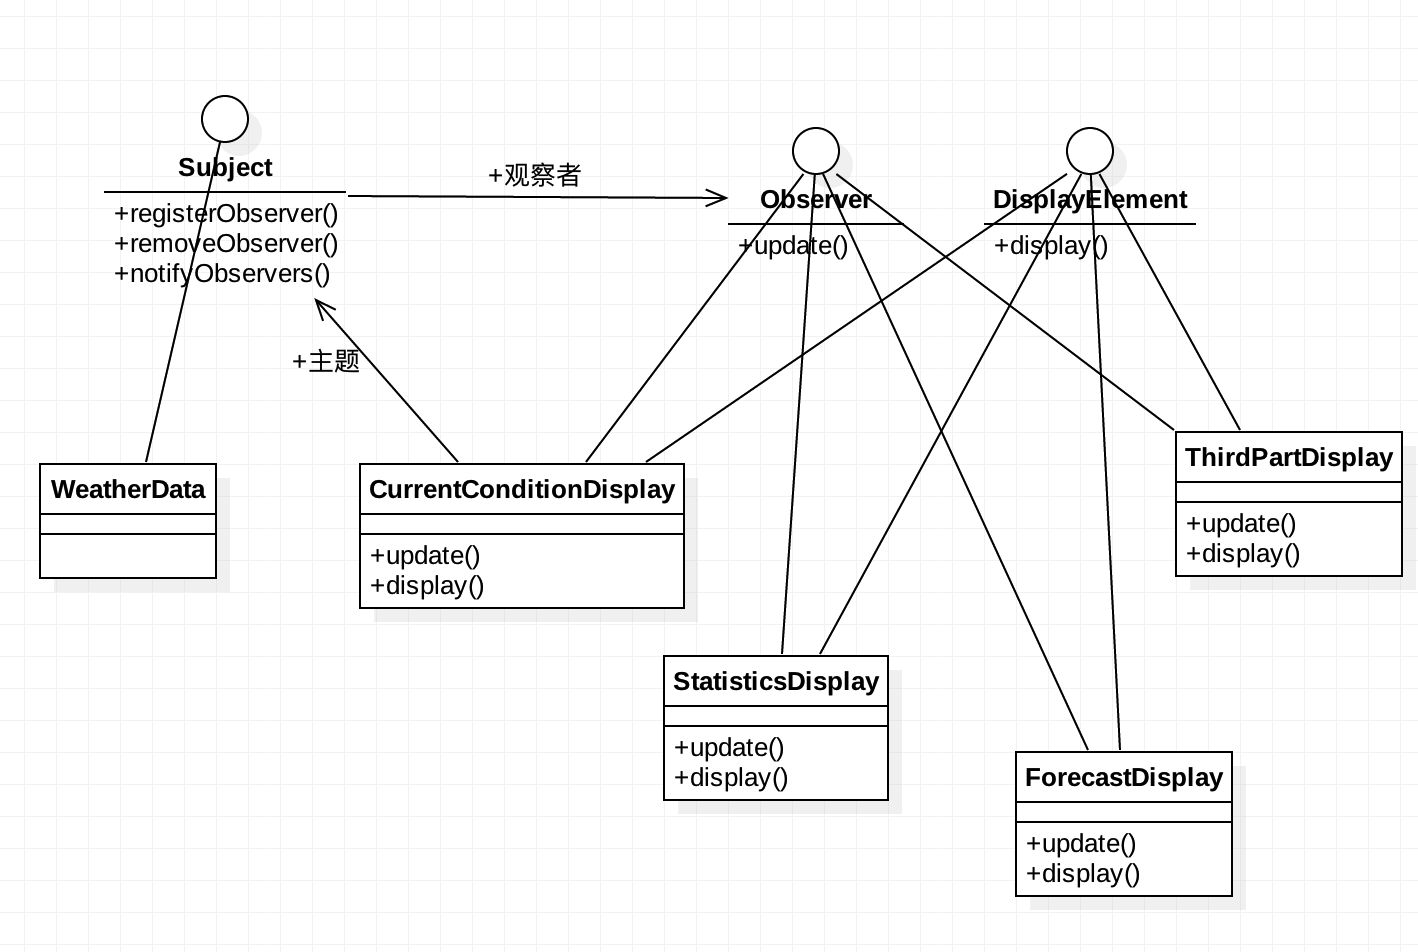 Subject
+registerObserver()
+removeObserver()
+notifyObservers()
+观察者
Observer
+update()
DisplayElement
+display()
+主题
WeatherData
CurrentConditionDisplay
+update()
+display()
ThirdPartDisplay
+update()
+display()
StatisticsDisplay
+update()
+display()
ForecastDisplay
+update()
+display()